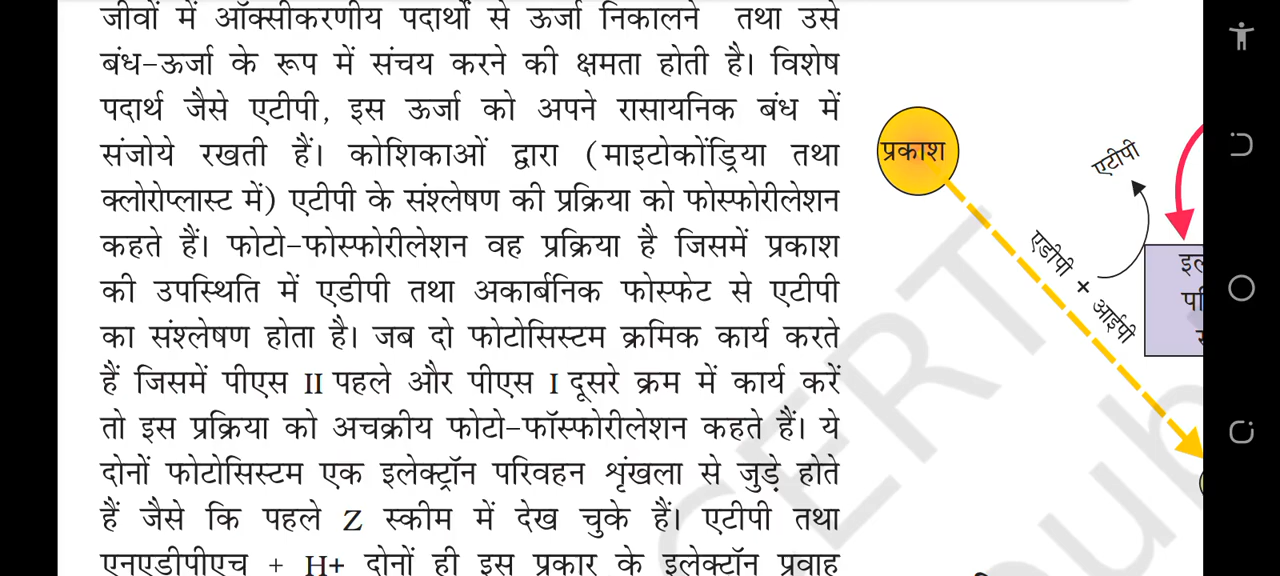 जीवों में ऑक्सीकरणीय पदार्थों से ऊर्जा निकालने तथा उसे
बंध-ऊर्जा के रूप में संचय करने की क्षमता होती है। विशेष
पदार्थ जैसे एटीपी, इस ऊर्जा को अपने रासायनिक बंध में
संजोये रखती हैं। कोशिकाओं द्वारा (माइटोकोंड्रिया तथा
क्लोरोप्लास्ट में) एटीपी के संश्लेषण की प्रक्रिया को फोस्फोरीलेशन
कहते हैं। फोटो-फोस्फोरीलेशन वह प्रक्रिया है जिसमें प्रकाश
की उपस्थिति में एडीपी तथा अकार्बनिक फोस्फेट से एटीपी
का संश्लेषण होता है। जब दो फोटोसिस्टम क्रमिक कार्य करते
हैं जिसमें पीएस II पहले और पीएस I दूसरे क्रम में कार्य करें
तो इस प्रक्रिया को अचक्रीय फोटो-फॉस्फोरीलेशन कहते हैं। ये
दोनों फोटोसिस्टम एक इलेक्ट्रॉन परिवहन शृंखला से जुड़े होते
हैं जैसे कि पहले Z स्कीम में देख चुके हैं। एटीपी तथा
एनएडीपीएच + H+ दोनों ही इस प्रकार के इलेक्टॉन प्रवाह
प्रकाश
एटीपी
एडीपी + आईपी
CERT